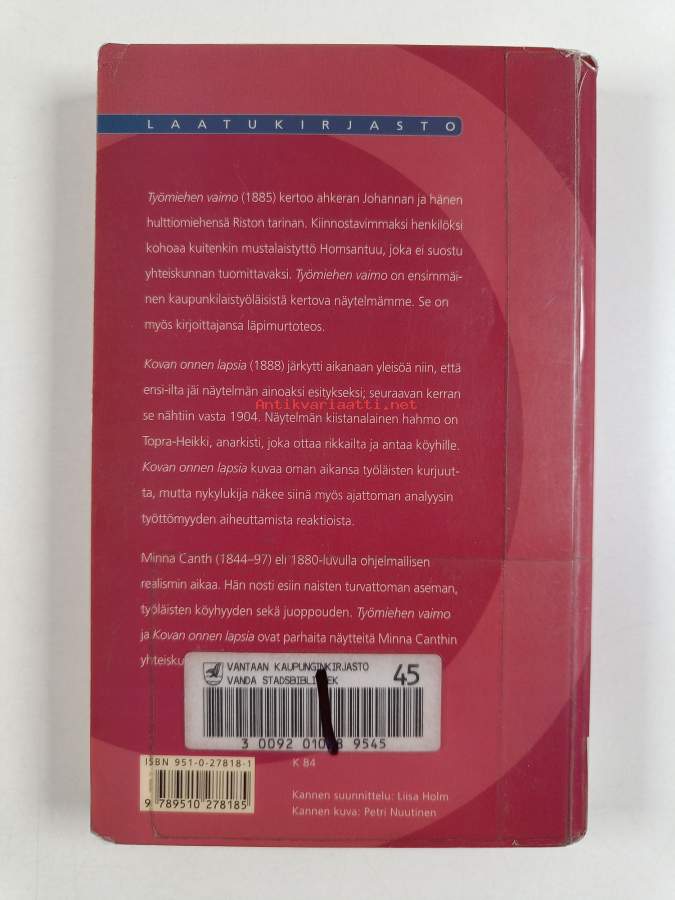 LAATUKIRJASTO
Työmiehen vaimo (1885) kertoo ahkeran Johannan ja hänen
hulttiomiehensä Riston tarinan. Kiinnostavimmaksi henkilöksi
kohoaa kuitenkin mustalaistyttö Homsantuu, joka ei suostu
yhteiskunnan tuomittavaksi. Työmiehen vaimo on ensimmäi-
nen kaupunkilaistyöläisistä kertova näytelmämme. Se on
myös kirjoittajansa läpimurtoteos.
Kovan onnen lapsia (1888) järkytti aikanaan yleisöä niin, että
ensi-ilta jäi näytelmän ainoaksi esitykseksi; seuraavan kerran
Antikvariaatti.net
se nähtiin vasta 1904. Näytelmän kiistanalainen hahmo on
Topra-Heikki, anarkisti, joka ottaa rikkailta ja antaa köyhille.
Kovan onnen lapsia kuvaa oman aikansa työläisten kurjuut-
ta, mutta nykylukija näkee siinä myös ajattoman analyysin
työttömyyden aiheuttamista reaktioista.
Minna Canth (1844–97) eli 1880-luvulla ohjelmallisen
realismin aikaa. Hän nosti esiin naisten turvattoman aseman,
työläisten köyhyyden sekä juoppouden. Työmiehen vaimo
ja Kovan onnen lapsia ovat parhaita näytteitä Minna Canthin
VANTAAN KAUPUNGINKIRJASTO
VANDA STADSBIBLIOTEK
45
3 0092 9545
ISBN 951-0-27818-1
9 789510 278185
K 84
Kannen suunnittelu: Liisa Holm
Kannen kuva: Petri Nuutinen